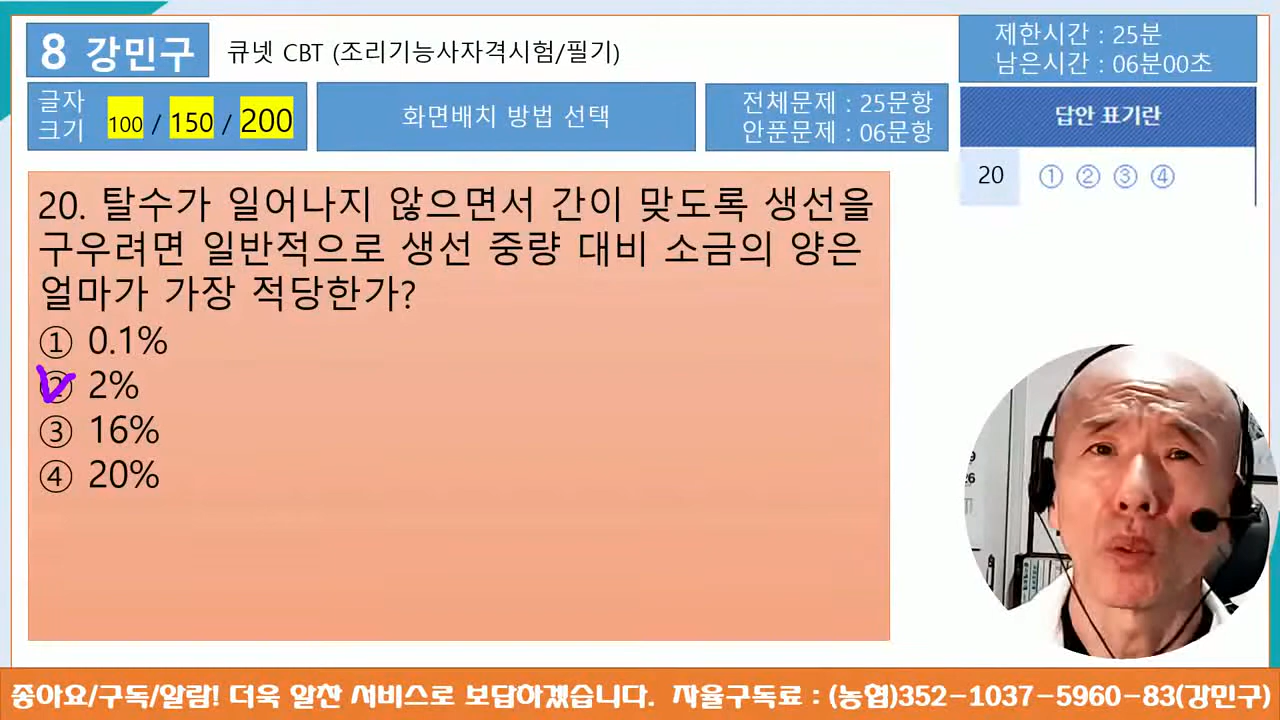 8 강민구
큐넷 CBT (조리기능사자격시험/필기)
제한시간 : 25분
남은시간 : 06분00초
글자
크기
100 / 150 / 200
화면배치 방법 선택
전체문제 : 25문항
안푼문제 : 06문항
답안 표기란
20 ① ② ③ ④
20. 탈수가 일어나지 않으면서 간이 맞도록 생선을
구우려면 일반적으로 생선 중량 대비 소금의 양은
얼마가 가장 적당한가?
① 0.1%
② 2%
③ 16%
④ 20%
종아요/구독/알람! 더욱 알찬 서비스로 보답하겠습니다. 자율구독료 : (농협)352-1037-5960-83(강민구)